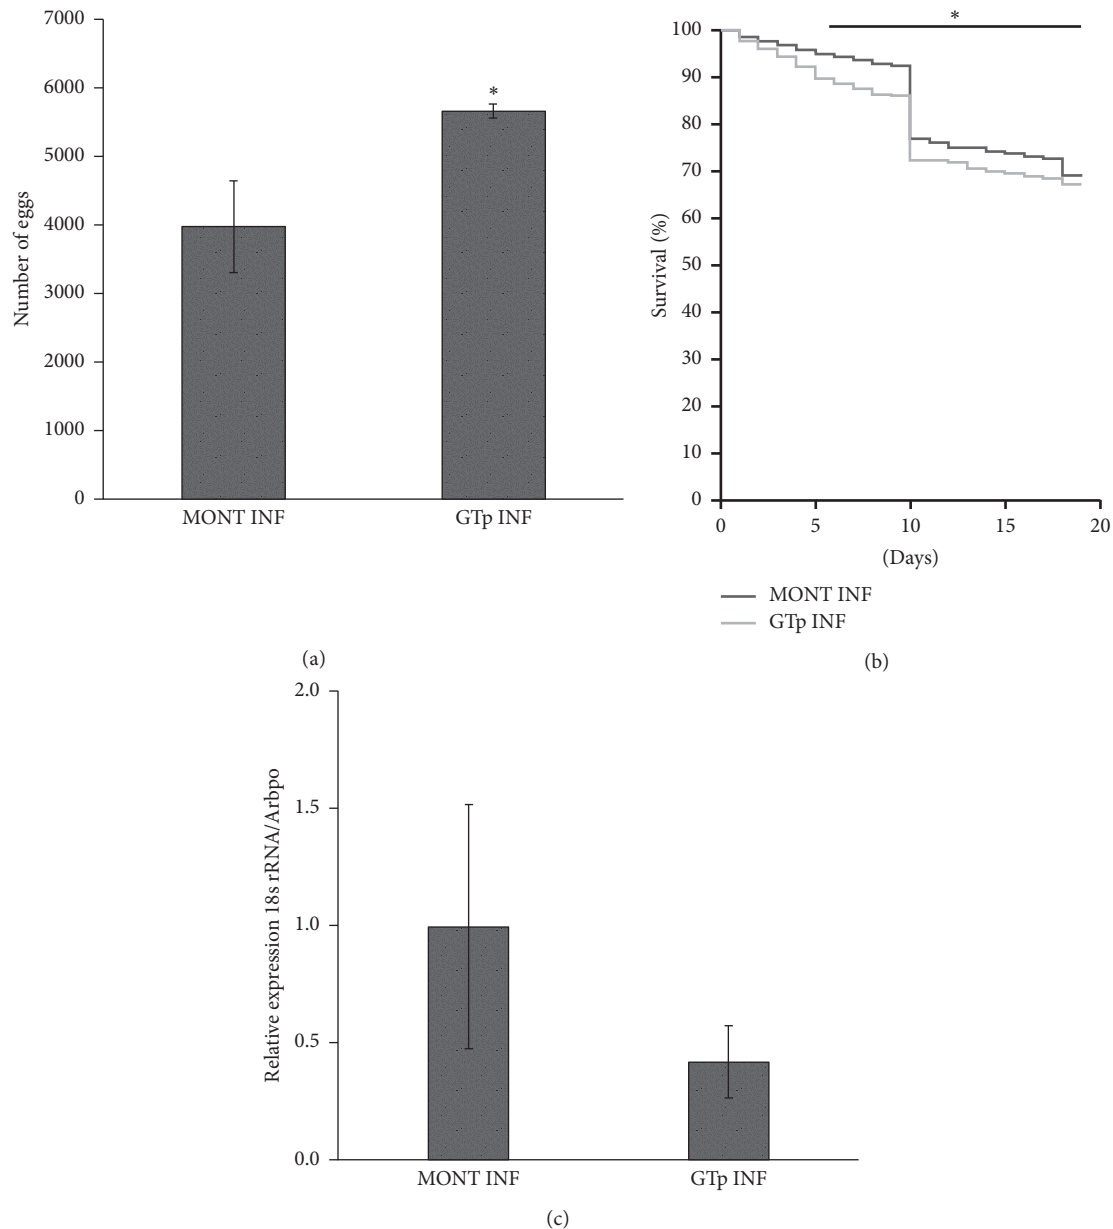 7000
6000
5000
4000
3000
2000
1000
0
Number of eggs
*
MONT INF
GTp INF
(a)
*
100
90
80
70
60
50
40
30
20
10
0
Survival (%)
0
5
10
15
20
(Days)
MONT INF
GTp INF
(b)
2.0
1.5
1.0
0.5
0.0
Relative expression 18s rRNA/Arbpo
MONT INF
GTp INF
(c)